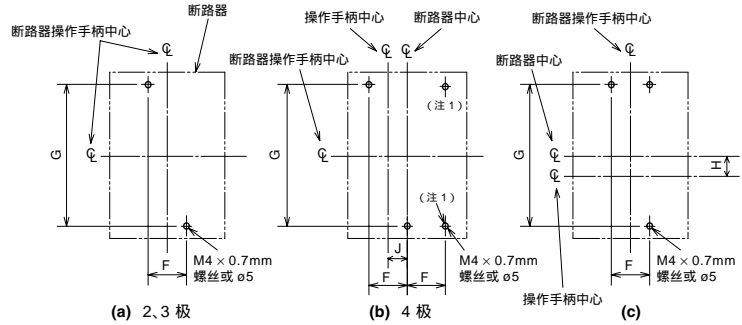 断路器
断路器操作手柄中心
℄
℄
G
F
M4 × 0.7mm
螺丝或 ø5
(a) 2、3 极
操作手柄中心
断路器中心
断路器操作手柄中心
℄ ℄
(注 1)
℄
G
(注 1)
J
F F
M4 × 0.7mm
螺丝或 ø5
(b) 4 极
断路器操作手柄中心
℄
断路器中心
℄
℄
G
H
F
M4 × 0.7mm
螺丝或 ø5
操作手柄中心
(c)